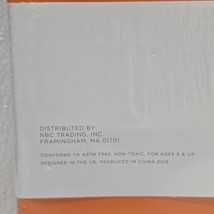 DISTRIBUTED BY:
NBC TRADING, INC.
FRAMINGHAM, MA 01701
CONFORMS TO ASTM F963, NON-TOXIC, FOR AGES 8 & UP
DESIGNED IN THE US, PRODUCED IN CHINA 2016